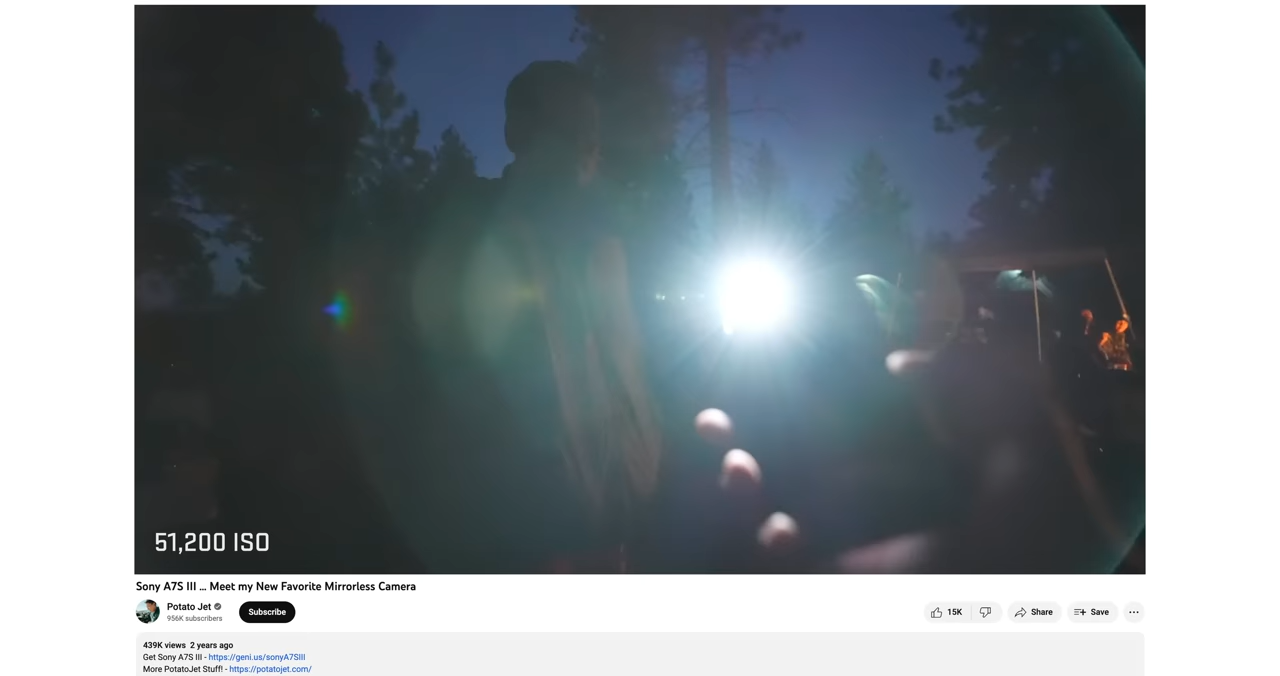 51,200 ISO
Sony A7S III ... Meet my New Favorite Mirrorless Camera
Potato Jet
956K subscribers
Subscribe
15K
Share
Save
439K views 2 years ago
Get Sony A7S III - https://geni.us/sonyA7SIII
More PotatoJet Stuff! - https://potatojet.com/